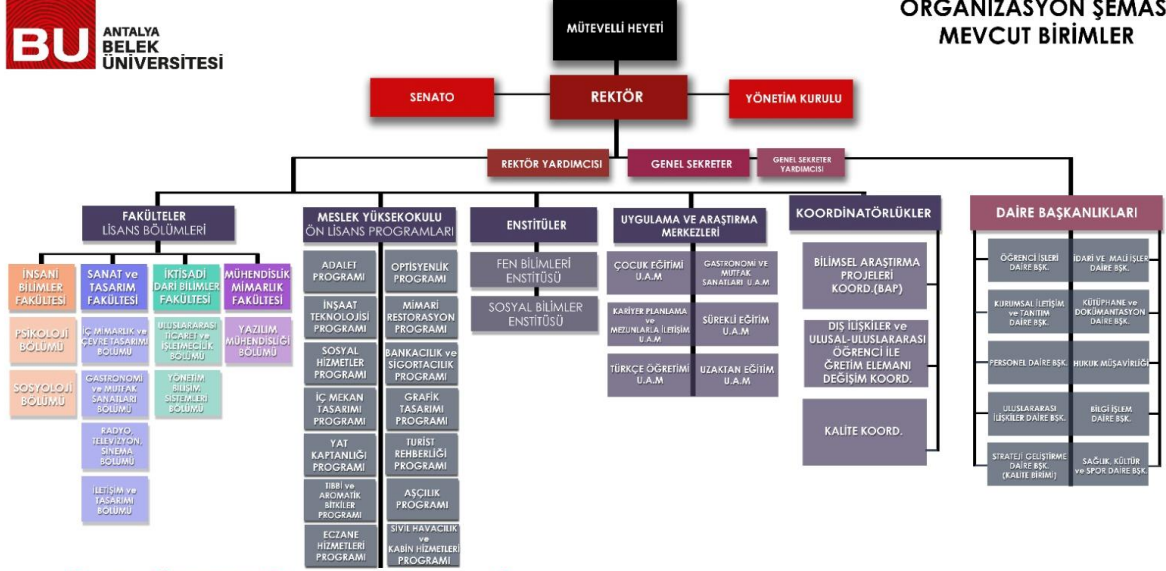 BU ANTALYA
BELEK
ÜNİVERSİTESİ
ORGANİZASYON ŞEMAS
MEVCUT BİRİMLER
MÜTEVELLİ HEYETİ
SENATO
REKTÖR
YÖNETİM KURULU
REKTÖR YARDIMCISI
GENEL SEKRETER
GENEL SEKRETER
YARDIMCISI
FAKÜLTELER
LİSANS BÖLÜMLERİ
İNSANİ
BİLİMLER
FAKÜLTESİ
PSİKOLOJİ
BÖLÜMÜ
SOSYOLOJİ
BÖLÜMÜ
SANAT ve
TASARIM
FAKÜLTESİ
İÇ MİMARLIK ve
ÇEVRE TASARIMI
BÖLÜMÜ
GASTRONOMİ
ve MUTFAK
SANATLARI
BÖLÜMÜ
RADYO,
TELEVİZYON,
SİNEMA
BÖLÜMÜ
İLETİŞİM ve
TASARIMI
BÖLÜMÜ
İKTİSADİ
İDARİ BİLİMLER
FAKÜLTESİ
ULUSLARARASI
TİCARET ve
İŞLETMECİLİK
BÖLÜMÜ
YÖNETİM
BİLİŞİM
SİSTEMLERİ
BÖLÜMÜ
MÜHENDİSLİK
MİMARLIK
FAKÜLTESİ
YAZILIM
MÜHENDİSLİĞİ
BÖLÜMÜ
MESLEK YÜKSEKOKULU
ÖN LİSANS PROGRAMLARI
ADALET
PROGRAMI
OPTİSYENLİK
PROGRAMI
İNŞAAT
TEKNOLOJİSİ
PROGRAMI
MİMARİ
RESTORASYON
PROGRAMI
SOSYAL
HİZMETLER
PROGRAMI
BANKACILIK ve
SİGORTACILIK
PROGRAMI
İÇ MEKAN
TASARIMI
PROGRAMI
GRAFİK
TASARIMI
PROGRAMI
YAT
KAPTANLIĞI
PROGRAMI
TURİST
REHBERLİĞİ
PROGRAMI
TIBBİ ve
AROMATİK
BİTKİLER
PROGRAMI
AŞÇILIK
PROGRAMI
ECZANE
HİZMETLERİ
PROGRAMI
SİVİL HAVACILIK
ve
KABİN HİZMETLERİ
PROGRAMI
ENSTİTÜLER
FEN BİLİMLERİ
ENSTİTÜSÜ
SOSYAL BİLİMLER
ENSTİTÜSÜ
UYGULAMA VE ARAŞTIRMA
MERKEZLERİ
ÇOCUK EĞİTİMİ
U.A.M
GASTRONOMİ VE
MUTFAK
SANATLARI U.A.M
KARİYER PLANLAMA
ve
MEZUNLARLA İLETİŞİM
U.A.M
SÜREKLİ EĞİTİM
U.A.M
TÜRKÇE ÖĞRETİMİ
U.A.M
UZAKTAN EĞİTİM
U.A.M
KOORDİNATÖRLÜKLER
BİLİMSEL ARAŞTIRMA
PROJELERİ
KOORD.(BAP)
DIŞ İLİŞKİLER ve
ULUSAL-ULUSLARARASI
ÖĞRENCİ İLE
ĞRETİM ELEMANI
DEĞİŞİM KOORD.
KALİTE KOORD.
DAİRE BAŞKANLIKLARI
ÖĞRENCİ İŞLERİ
DAİRE BŞK.
İDARİ VE MALİ İŞLER
DAİRE BŞK.
KURUMSAL İLETİŞİM
ve TANITIM
DAİRE BŞK.
KÜTÜPHANE ve
DOKÜMANTASYON
DAİRE BŞK.
PERSONEL DAİRE BŞK.
HUKUK MÜŞAVİRLİĞİ
ULUSLARARASI
İLİŞKİLER DAİRE BŞK.
BİLGİ İŞLEM
DAİRE BŞK.
STRATEJİ GELİŞTİRME
DAİRE BŞK.
(KALİTE BİRİMİ)
SAĞLIK, KÜLTÜR
ve SPOR DAİRE BŞK.